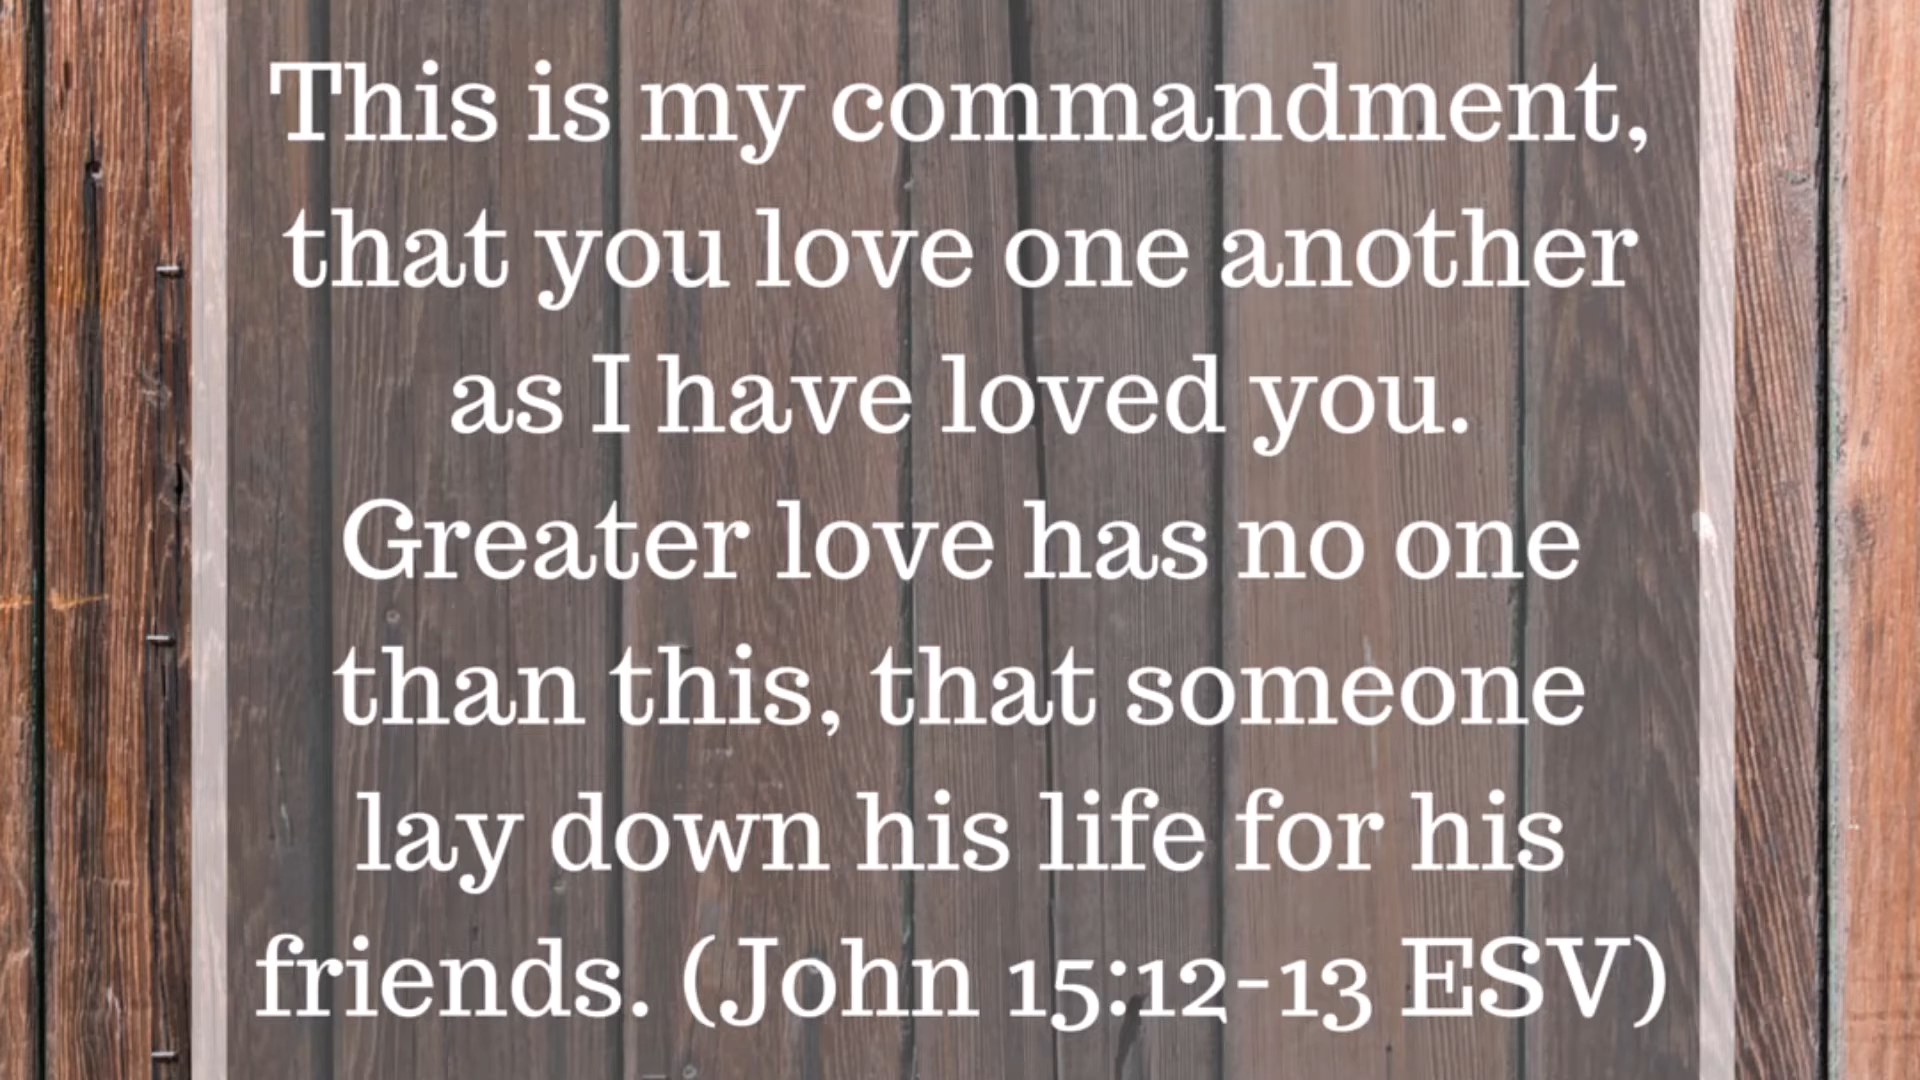 This is my commandment,
that you love one another
as I have loved you.
Greater love has no one
than this, that someone
lay down his life for his
friends. (John 15:12-13 ESV)